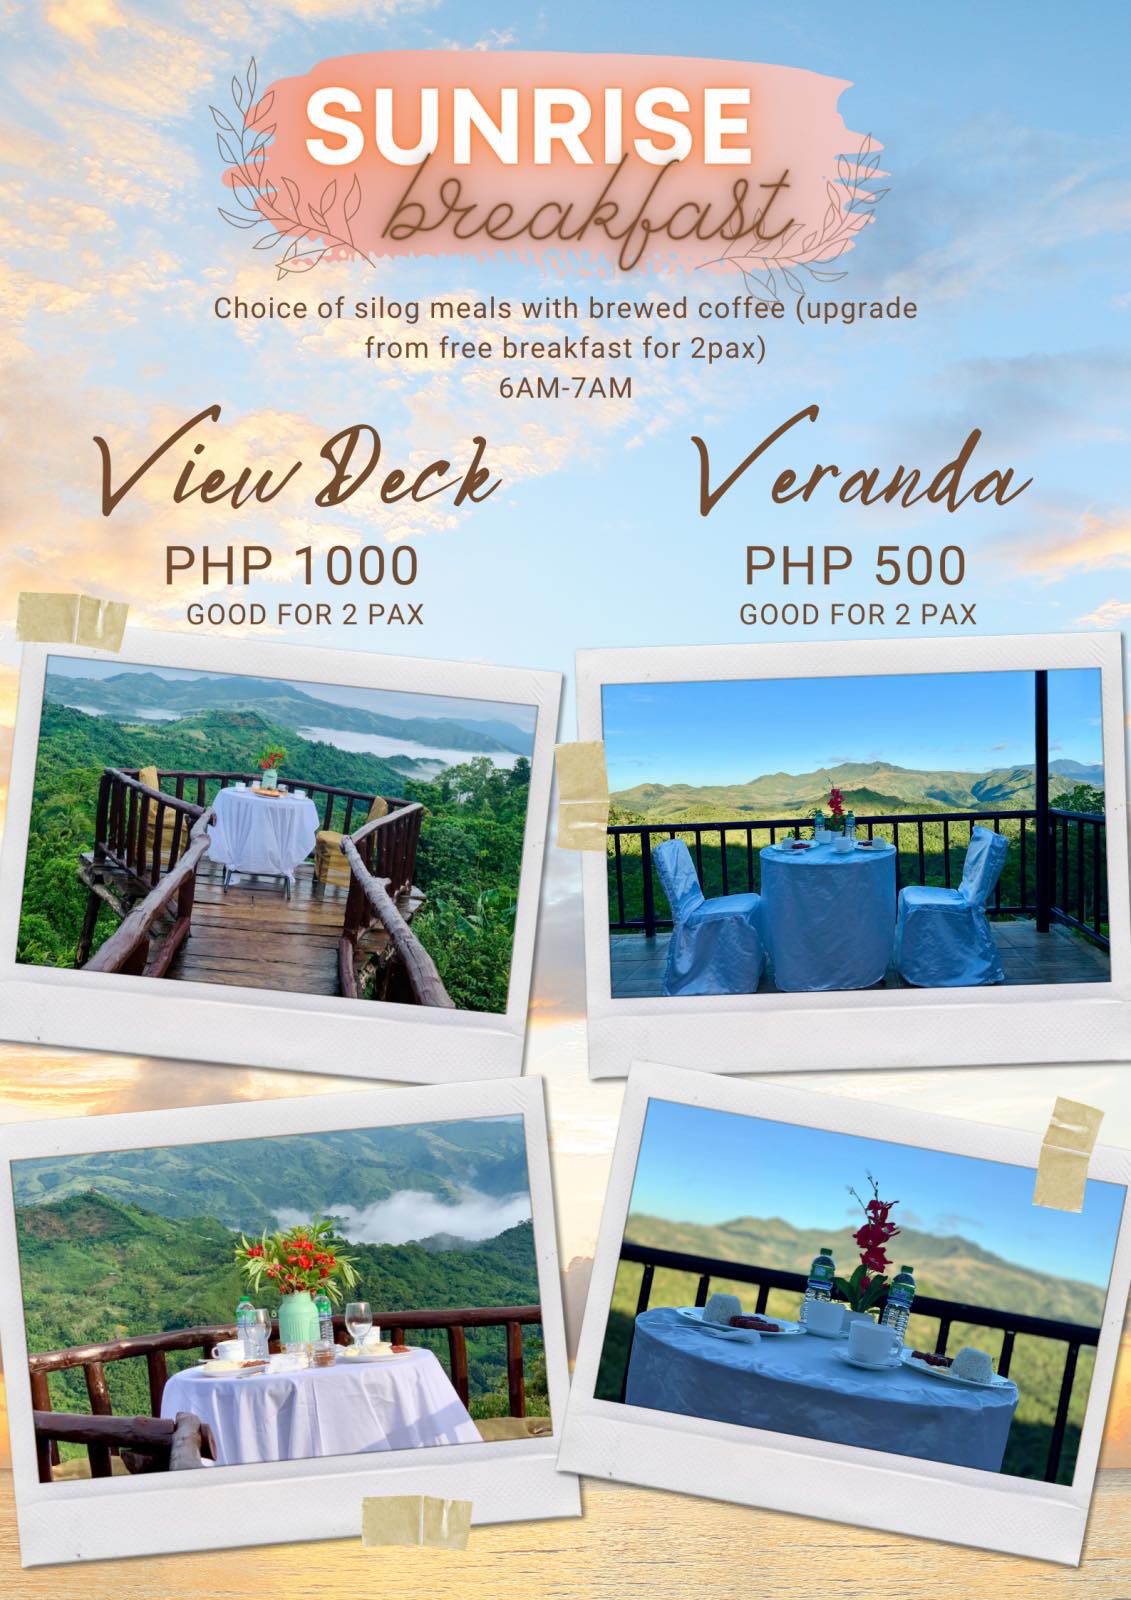 SUNRISE
breakfast
Choice of silog meals with brewed coffee (upgrade
from free breakfast for 2pax)
6AM-7AM
View Deck
PHP 1000
GOOD FOR 2 PAX
Veranda
PHP 500
GOOD FOR 2 PAX